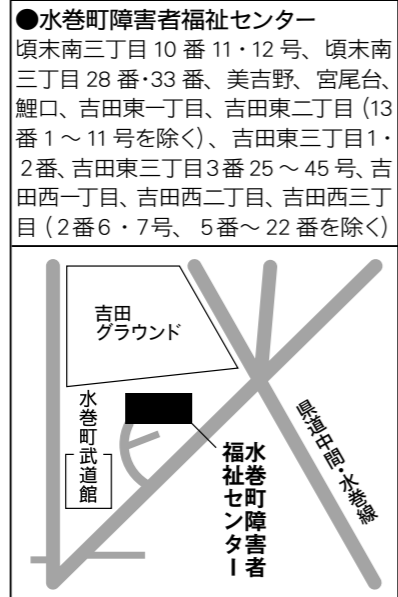 ●水巻町障害者福祉センター
頃末南三丁目10番11・12号、頃末南
三丁目28番・33番、美吉野、宮尾台、
鯉口、吉田東一丁目、吉田東二丁目(13
番1～11号を除く)、吉田東三丁目1・
2番、吉田東三丁目3番25～45号、吉
田西一丁目、吉田西二丁目、吉田西三丁
目(2番6・7号、5番～22番を除く)
吉田
グラウンド
水巻町武道館
県道中間・水巻線
水巻町障害者
福祉センター